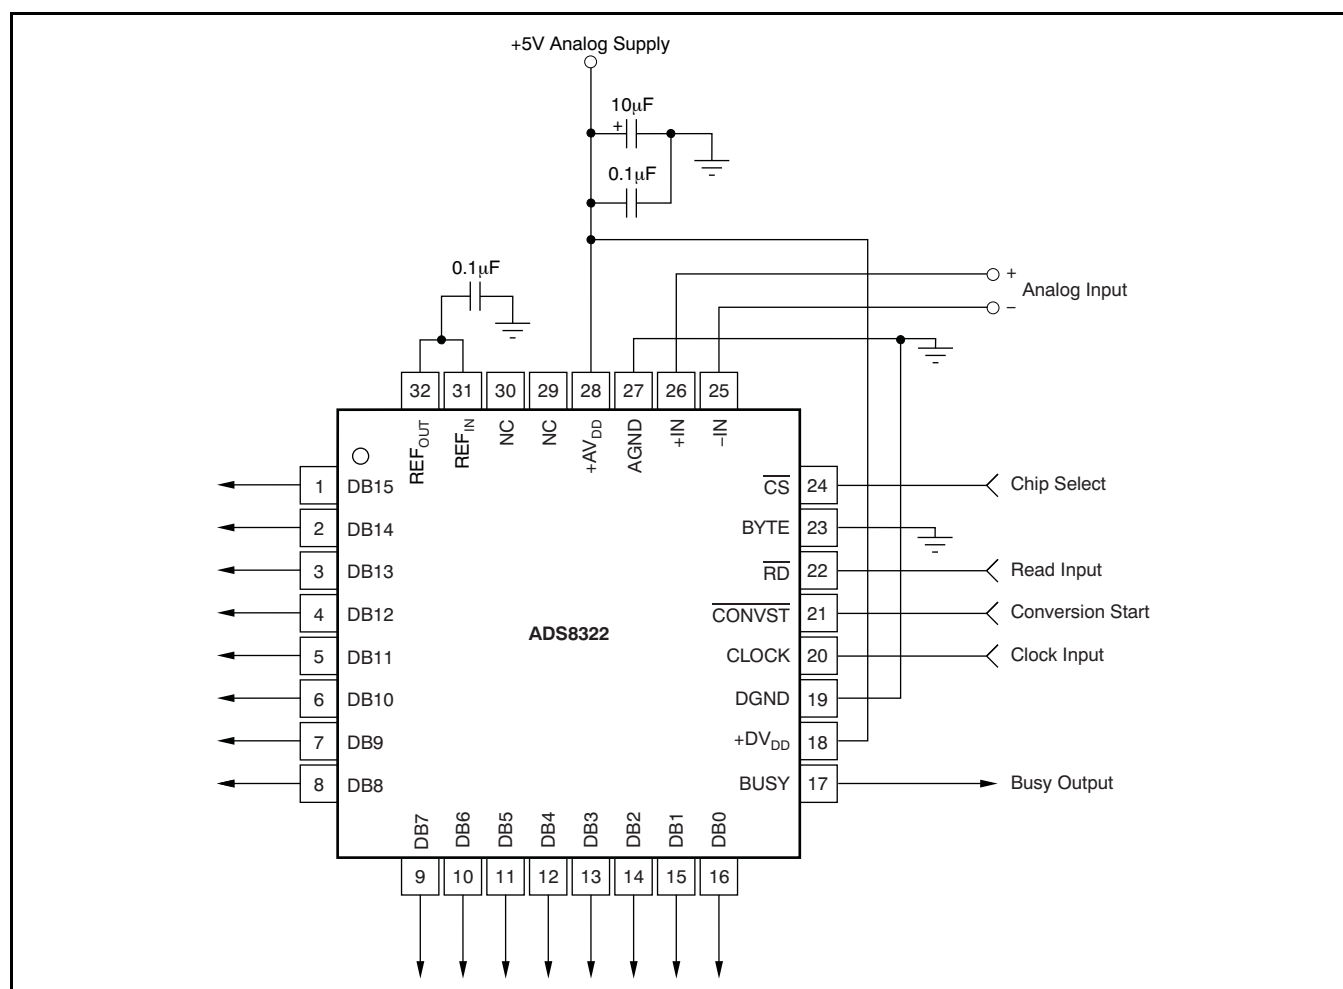 +5V Analog Supply
10µF
+
0.1µF
0.1µF
+
Analog Input
–
32 31 30 29 28 27 26 25
REFOUT REFIN NC NC +AVDD AGND +IN –IN
1 DB15
2 DB14
3 DB13
4 DB12
5 DB11
6 DB10
7 DB9
8 DB8
ADS8322
CS 24 Chip Select
BYTE 23
RD 22 Read Input
CONVST 21 Conversion Start
CLOCK 20 Clock Input
DGND 19
+DVDD 18
BUSY 17 Busy Output
DB7 DB6 DB5 DB4 DB3 DB2 DB1 DB0
9 10 11 12 13 14 15 16